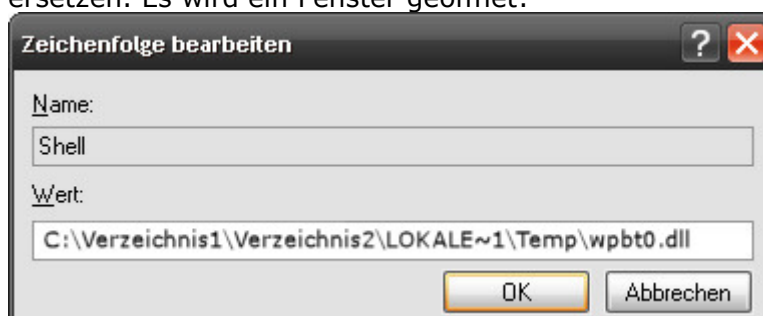 ersetzen. Es wird ein Fenster geöffnet:
Zeichenfolge bearbeiten
Name:
Shell
Wert:
C:\Verzeichnis1\Verzeichnis2\LOKALE~1\Temp\wpbt0.dll
OK Abbrechen